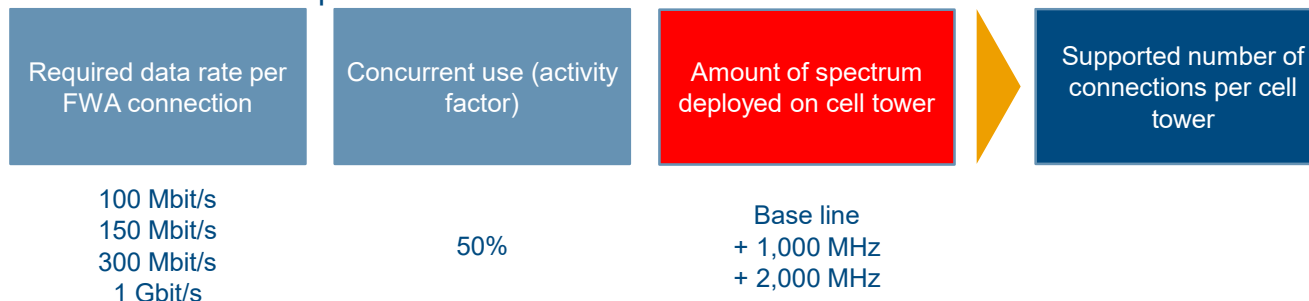 Required data rate per
FWA connection
Concurrent use (activity
factor)
Amount of spectrum
deployed on cell tower
Supported number of
connections per cell
tower
100 Mbit/s
150 Mbit/s
300 Mbit/s
1 Gbit/s
50%
Base line
+ 1,000 MHz
+ 2,000 MHz